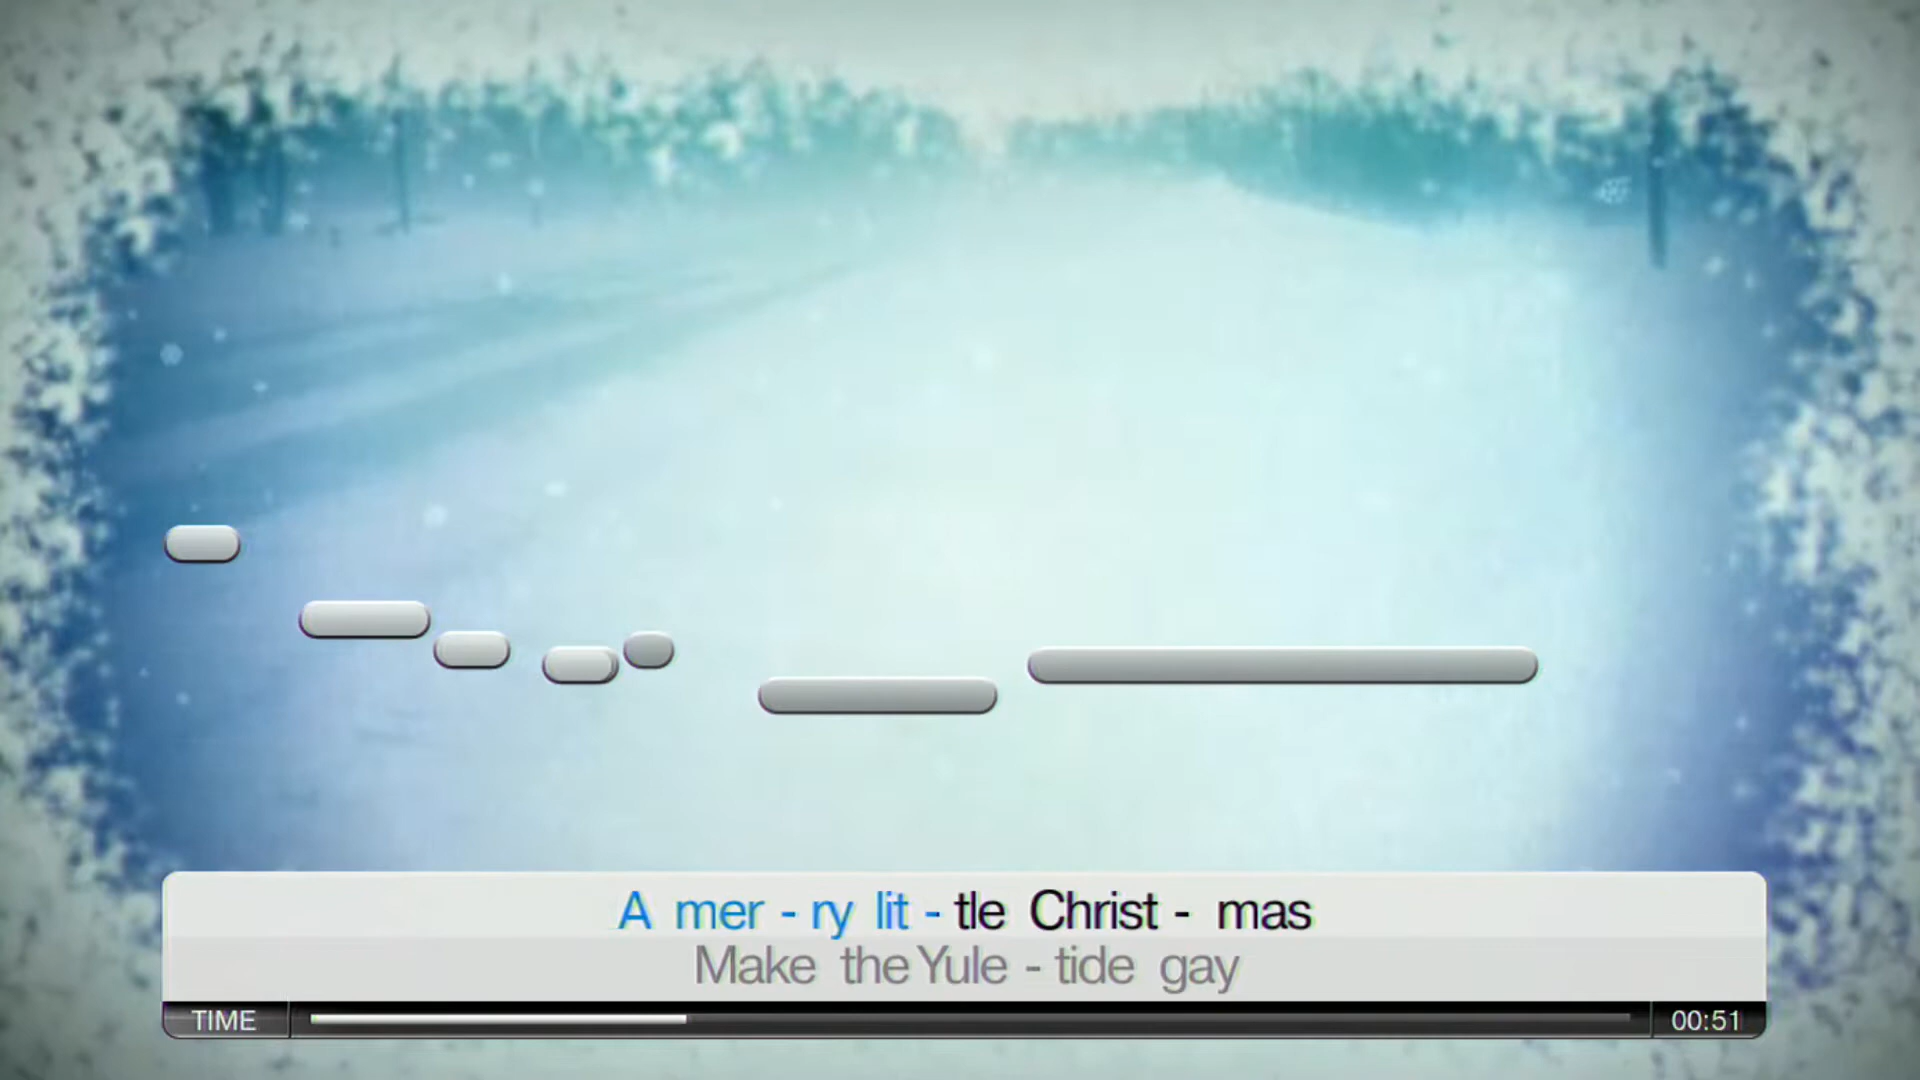 A mer - ry lit - tle Christ - mas
Make the Yule - tide gay
TIME 00:51